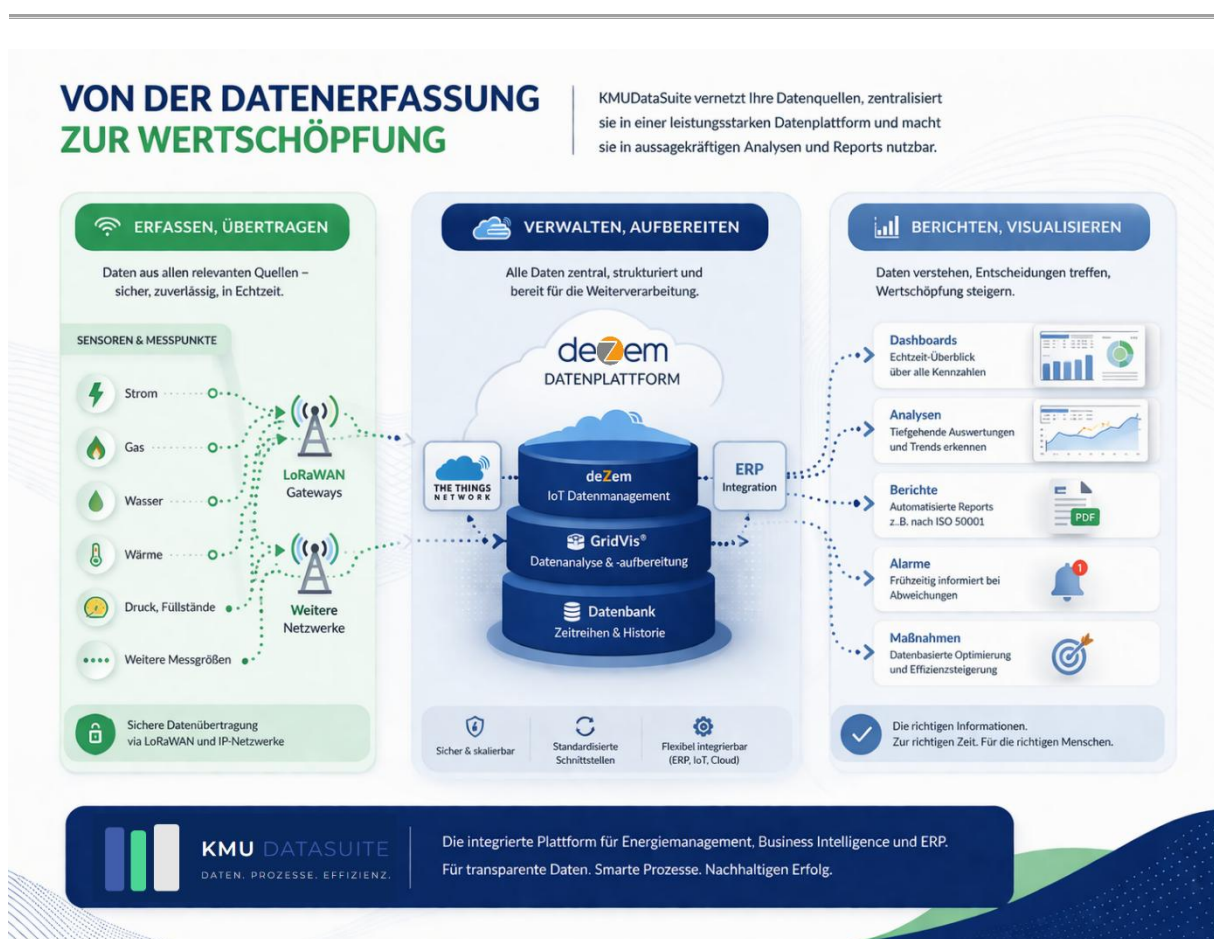 VON DER DATENERFASSUNG
ZUR WERTSCHÖPFUNG
KMUDataSuite vernetzt Ihre Datenquellen, zentralisiert
sie in einer leistungsstarken Datenplattform und macht
sie in aussagekräftigen Analysen und Reports nutzbar.
ERFASSEN, ÜBERTRAGEN
Daten aus allen relevanten Quellen –
sicher, zuverlässig, in Echtzeit.
SENSOREN & MESSPUNKTE
Strom
Gas
Wasser
Wärme
Druck, Füllstände
Weitere Messgrößen
LoRaWAN
Gateways
Weitere
Netzwerke
Sichere Datenübertragung
via LoRaWAN und IP-Netzwerke
VERWALTEN, AUFBEREITEN
Alle Daten zentral, strukturiert und
bereit für die Weiterverarbeitung.
deZem
DATENPLATTFORM
THE THINGS
NETWORK
deZem
IoT Datenmanagement
GridVis®
Datenanalyse & -aufbereitung
Datenbank
Zeitreihen & Historie
ERP
Integration
Sicher & skalierbar
Standardisierte
Schnittstellen
Flexibel integrierbar
(ERP, IoT, Cloud)
BERICHTEN, VISUALISIEREN
Daten verstehen, Entscheidungen treffen,
Wertschöpfung steigern.
Dashboards
Echtzeit-Überblick
über alle Kennzahlen
Analysen
Tiefgehende Auswertungen
und Trends erkennen
Berichte
Automatisierte Reports
z..B. nach ISO 50001
PDF
Alarme
Frühzeitig informiert bei
Abweichungen
1
Maßnahmen
Datenbasierte Optimierung
und Effizienzsteigerung
Die richtigen Informationen.
Zur richtigen Zeit. Für die richtigen Menschen.
KMU DATASUITE
DATEN. PROZESSE. EFFIZIENZ.
Die integrierte Plattform für Energiemanagement, Business Intelligence und ERP.
Für transparente Daten. Smarte Prozesse. Nachhaltigen Erfolg.